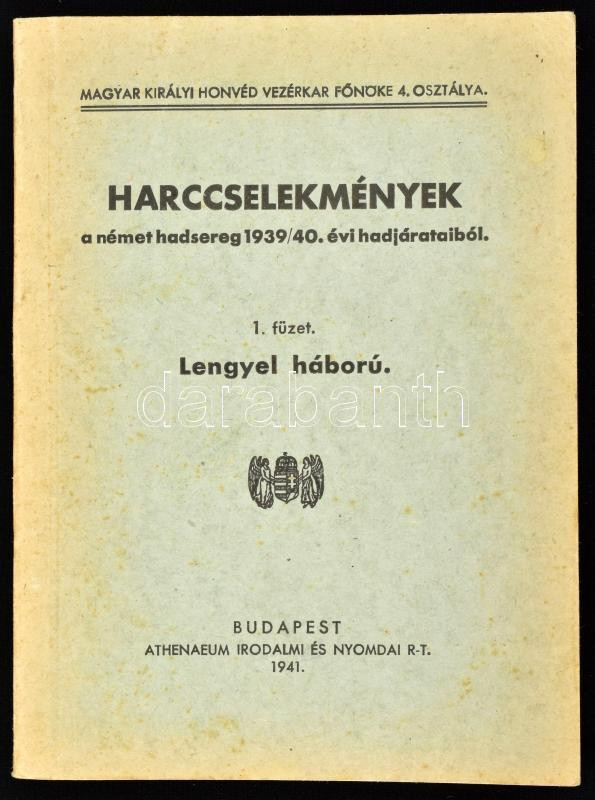 MAGYAR KIRÁLYI HONVÉD VEZÉRKAR FŐNÖKE 4. OSZTÁLYA.
HARCCSELEKMÉNYEK
a német hadsereg 1939/40. évi hadjárataiból.
1. füzet.
Lengyel háború.
darabanth
BUDAPEST
ATHENAEUM IRODALMI ÉS NYOMDAI R-T.
1941.